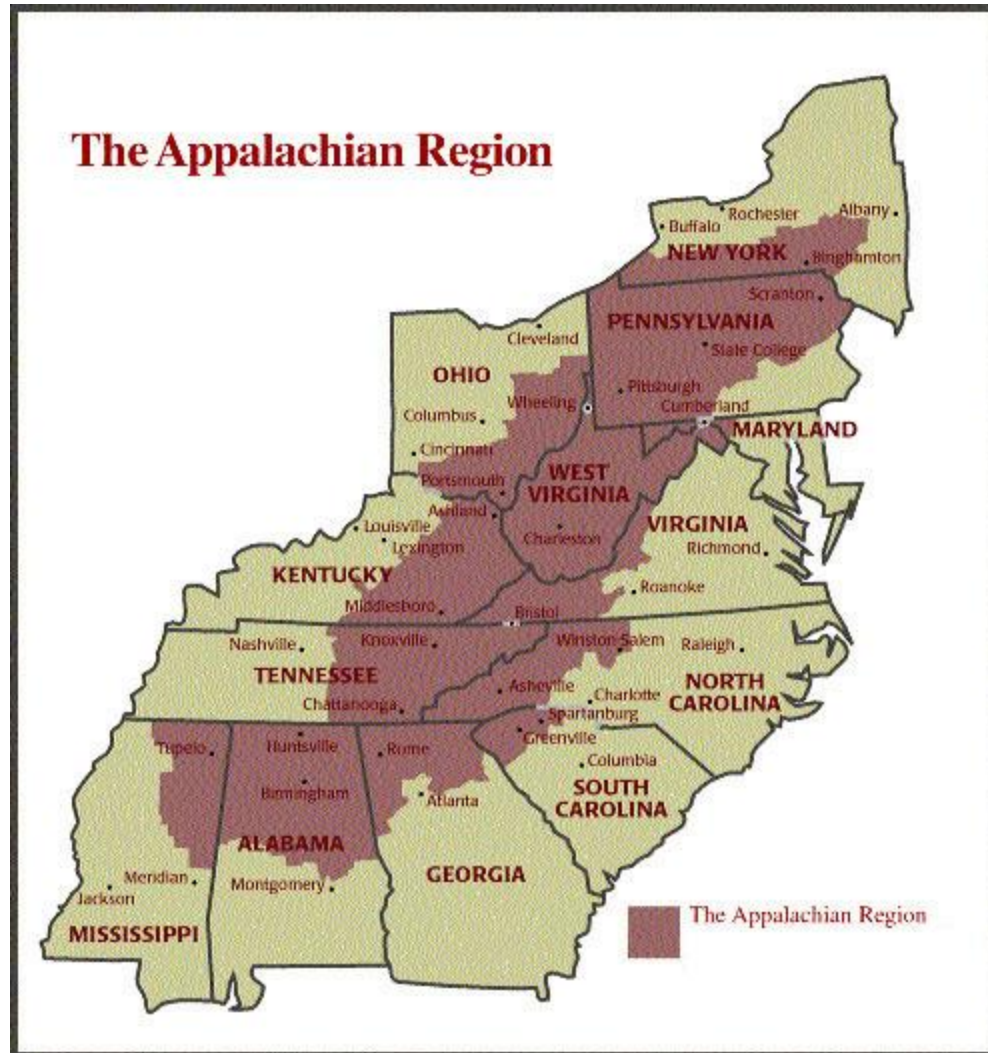 The Appalachian Region
Rochester
Albany
Buffalo
NEW YORK
Binghamton
Scranton
PENNSYLVANIA
Cleveland
State College
OHIO
Pittsburgh
Wheeling
Cumberland
Columbus
MARYLAND
Cincinnati
WEST
VIRGINIA
Portsmouth
Ashland
VIRGINIA
Louisville
Charleston
Lexington
Richmond
KENTUCKY
Roanoke
Middlesboro
Bristol
Nashville
Knoxville
Winston Salem
Raleigh
TENNESSEE
NORTH
CAROLINA
Asheville
Charlotte
Chattanooga
Spartanburg
Greenville
Tupelo
Huntsville
Rome
Columbia
Birmingham
Atlanta
SOUTH
CAROLINA
ALABAMA
GEORGIA
Meridian
Montgomery
Jackson
The Appalachian Region
MISSISSIPPI